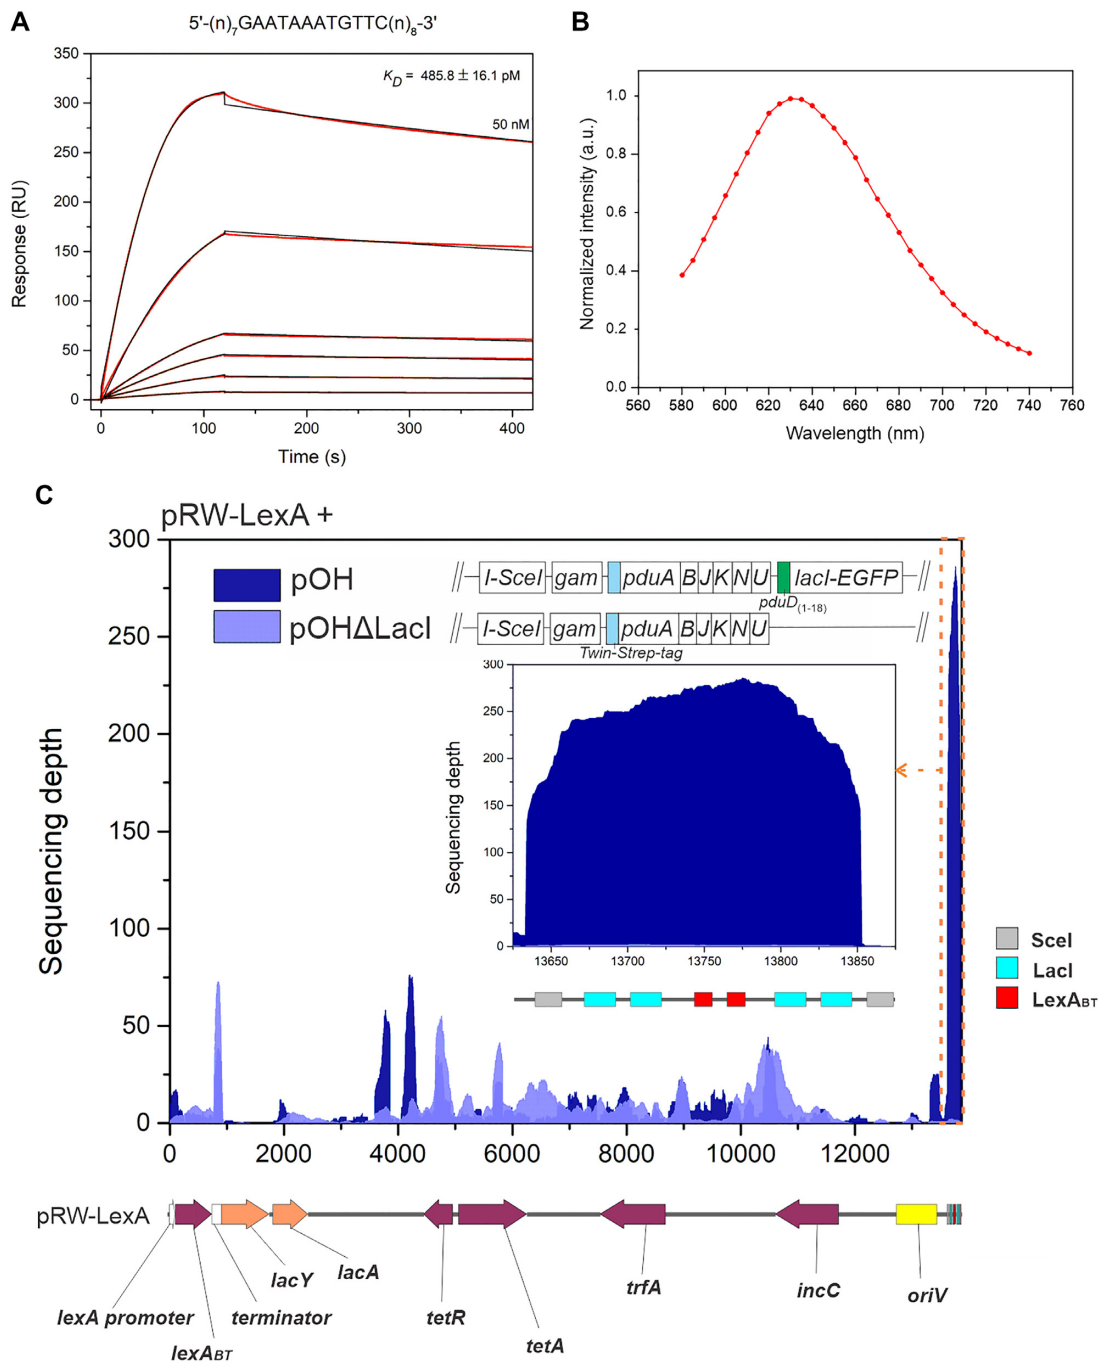 A
5'-(n)7GAATAAATGTTC(n)8-3'
350
300
250
200
150
100
50
0
Response (RU)
KD = 485.8 ± 16.1 pM
50 nM
0 100 200 300 400
Time (s)
B
1.0
0.8
0.6
0.4
0.2
0.0
Normalized intensity (a.u.)
560 580 600 620 640 660 680 700 720 740 760
Wavelength (nm)
C
pRW-LexA +
300
250
200
150
100
50
0
Sequencing depth
pOH
pOHΔLacI
// I-SceI gam pduA B J K N U lacI-EGFP //
pduD(1-18)
// I-SceI gam pduA B J K N U //
Twin-Strep-tag
300
250
200
150
100
50
0
Sequencing depth
13650 13700 13750 13800 13850
SceI
LacI
LexABT
0 2000 4000 6000 8000 10000 12000
pRW-LexA
lexA promoter
lexABT
terminator
lacY
lacA
tetR
tetA
trfA
incC
oriV